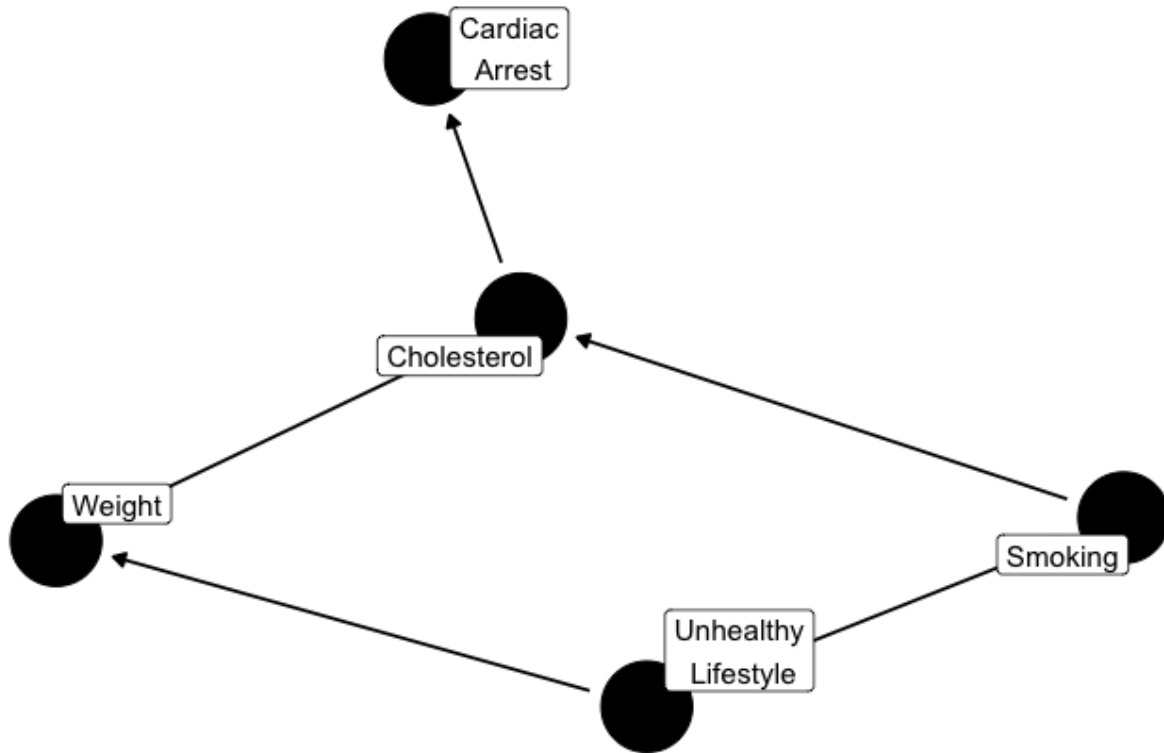 Cardiac
Arrest
Cholesterol
Weight
Smoking
Unhealthy
Lifestyle